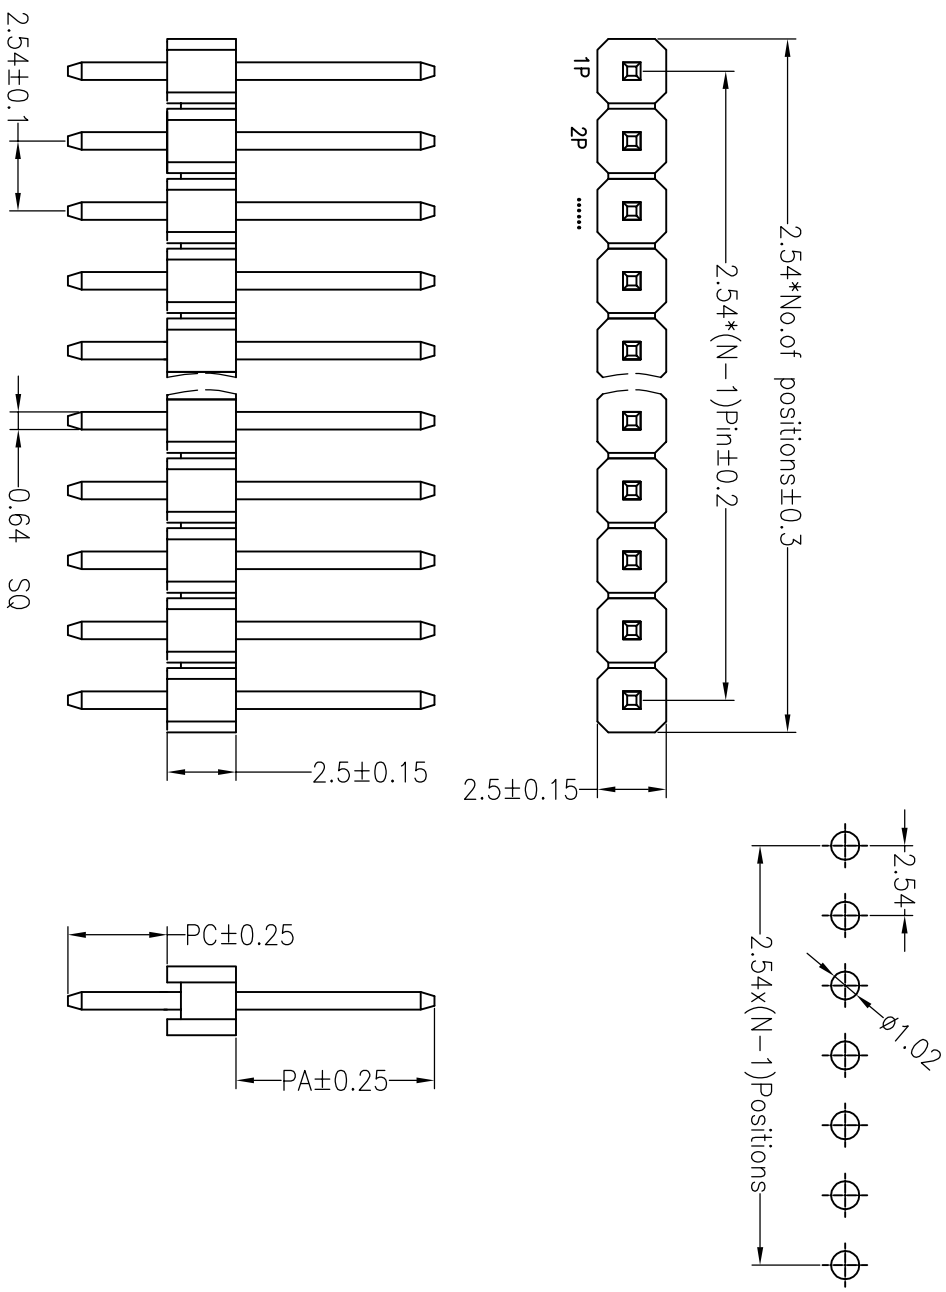 2.54*No.of positions±0.3
2.54*(N-1)Pin±0.2
1P
2P
......
2.5±0.15
2.54±0.1
0.64 SQ
2.5±0.15
2.54
ø1.02
2.54x(N-1)Positions
PC±0.25
PA±0.25